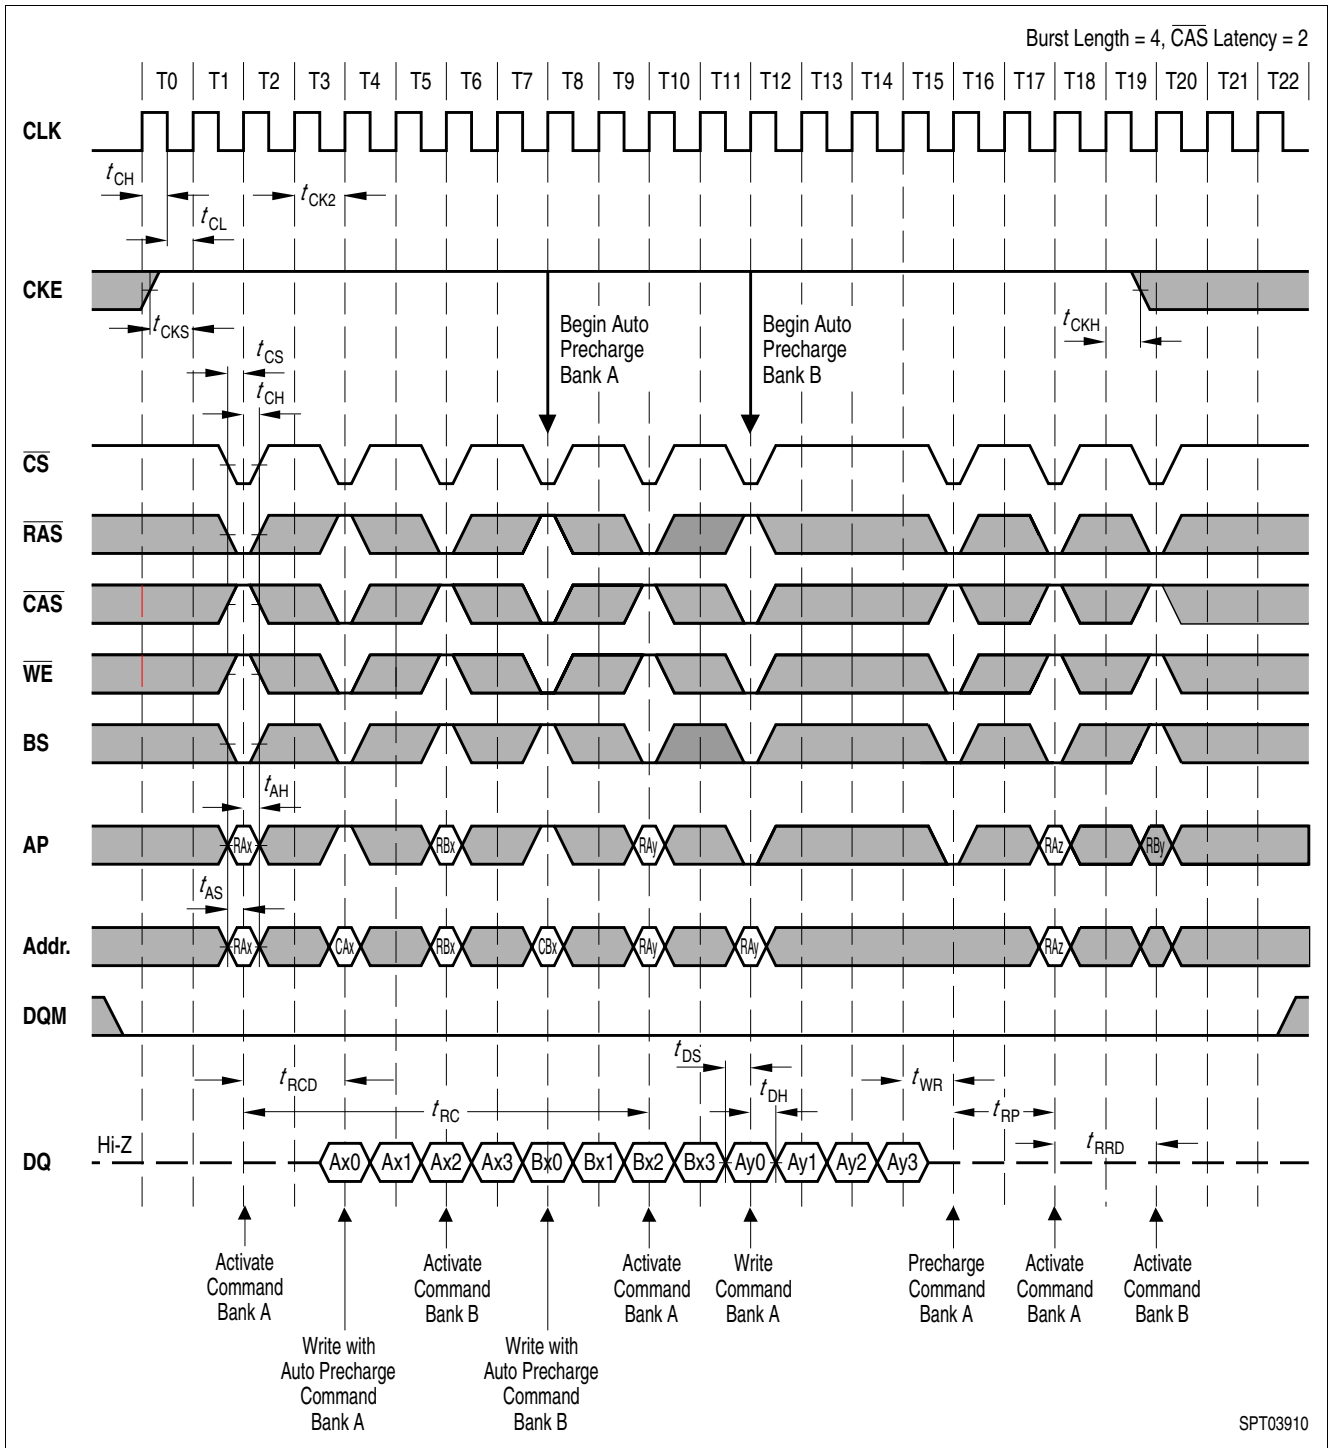 Burst Length = 4, CAS Latency = 2
T0 T1 T2 T3 T4 T5 T6 T7 T8 T9 T10 T11 T12 T13 T14 T15 T16 T17 T18 T19 T20 T21 T22
CLK
tCH
tCK2
tCL
CKE
tCKS
Begin Auto
Precharge
Bank A
Begin Auto
Precharge
Bank B
tCKH
tCS
tCH
CS
RAS
CAS
WE
BS
tAH
AP
RAx RBx RAy RAz RBy
tAS
Addr.
RAx CAx RBx CBx RAy RAy RAz
DQM
tDS
tRCD
tDH
tWR
tRC
tRP
tRRD
Hi-Z
DQ
Ax0 Ax1 Ax2 Ax3 Bx0 Bx1 Bx2 Bx3 Ay0 Ay1 Ay2 Ay3
Activate
Command
Bank A
Activate
Command
Bank B
Activate
Command
Bank A
Write
Command
Bank A
Precharge
Command
Bank A
Activate
Command
Bank A
Activate
Command
Bank B
Write with
Auto Precharge
Command
Bank A
Write with
Auto Precharge
Command
Bank B
SPT03910